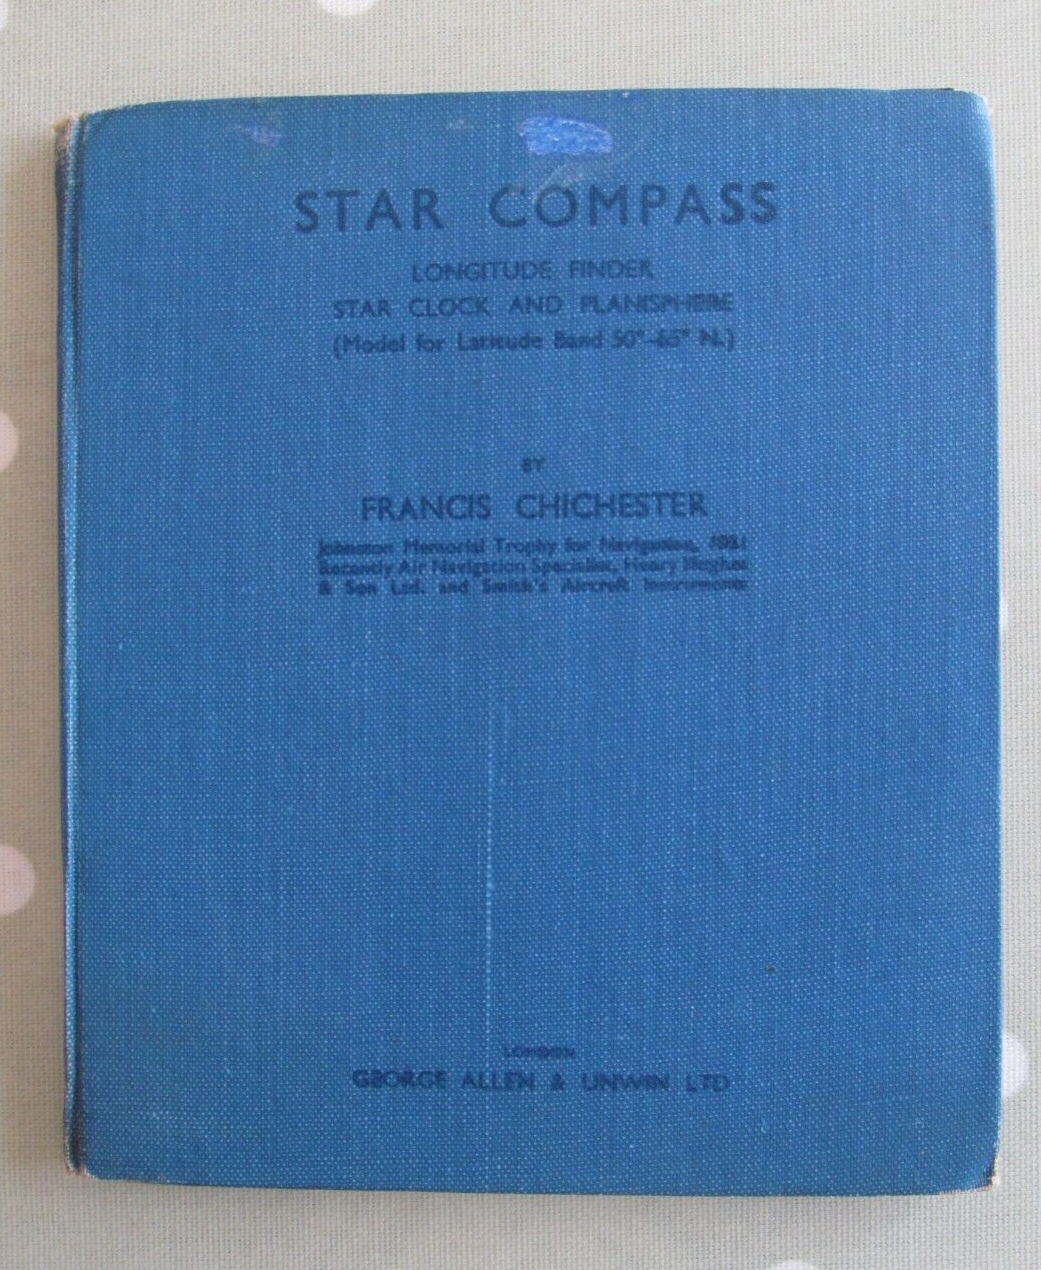 STAR COMPASS
LONGITUDE FINDER
STAR CLOCK AND PLANISPHERE
(Model for Latitude Band 50°-65° N.)
BY
FRANCIS CHICHESTER
Johnston Memorial Trophy for Navigation, 1931
Recently Air Navigation Specialist, Henry Hughes
& Son Ltd. and Smith's Aircraft Instruments
LONDON
GEORGE ALLEN & UNWIN LTD